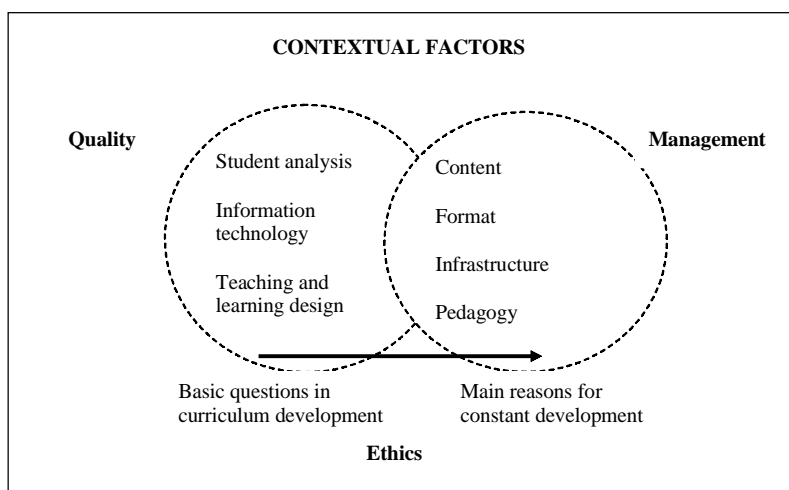 CONTEXTUAL FACTORS
Quality
Management
Student analysis
Information
technology
Teaching and
learning design
Content
Format
Infrastructure
Pedagogy
Basic questions in
curriculum development
Main reasons for
constant development
Ethics